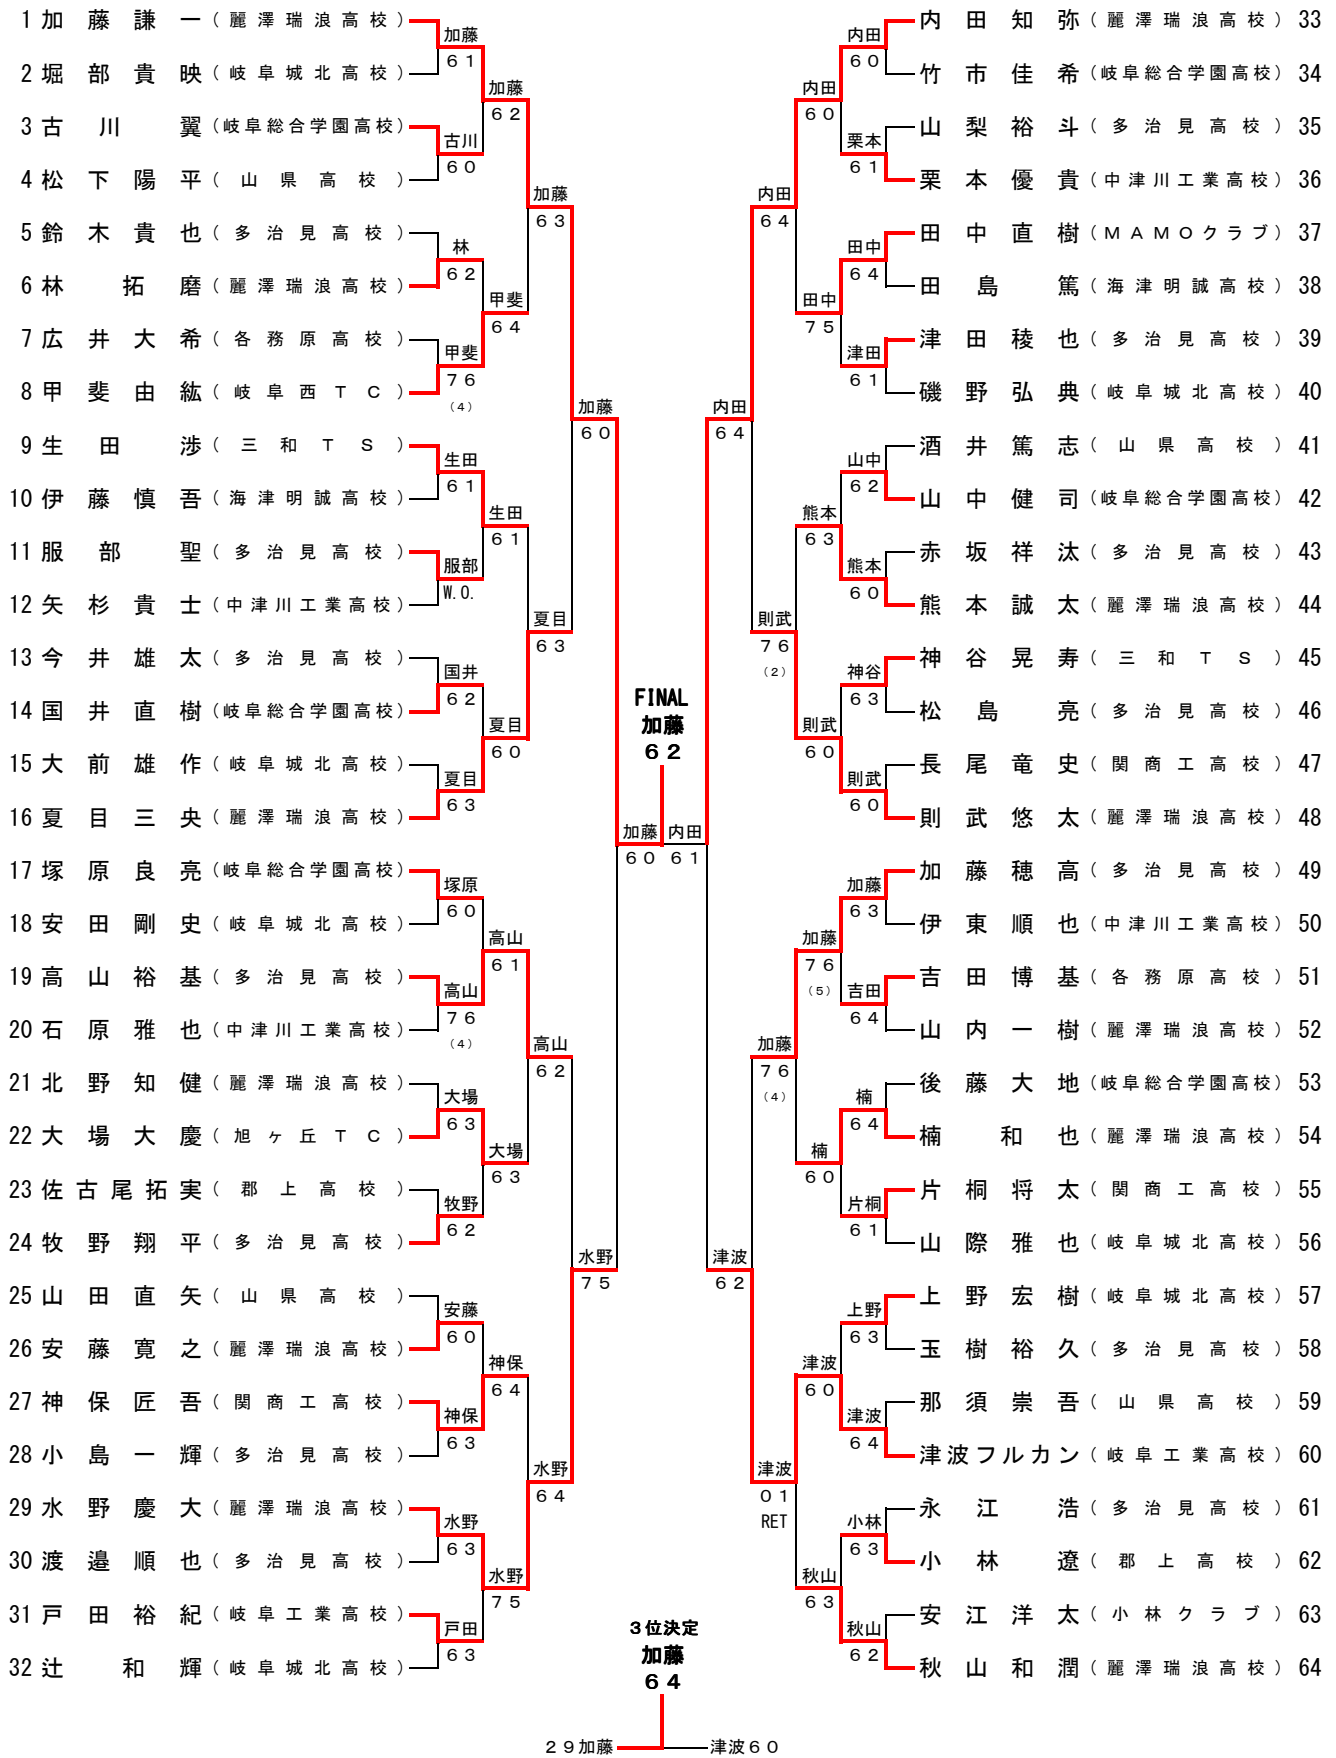 1 加藤謙一 (麗澤瑞浪高校)
2 堀部貴映 (岐阜城北高校)
3 古川翼 (岐阜総合学園高校)
4 松下陽平 (山県高校)
5 鈴木貴也 (多治見高校)
6 林拓磨 (麗澤瑞浪高校)
7 広井大希 (各務原高校)
8 甲斐由紘 (岐阜西TC)
9 生田渉 (三和TS)
10 伊藤慎吾 (海津明誠高校)
11 服部聖 (多治見高校)
12 矢杉貴士 (中津川工業高校)
13 今井雄太 (多治見高校)
14 国井直樹 (岐阜総合学園高校)
15 大前雄作 (岐阜城北高校)
16 夏目三央 (麗澤瑞浪高校)
17 塚原良亮 (岐阜総合学園高校)
18 安田剛史 (岐阜城北高校)
19 高山裕基 (多治見高校)
20 石原雅也 (中津川工業高校)
21 北野知健 (麗澤瑞浪高校)
22 大場大慶 (旭ヶ丘TC)
23 佐古尾拓実 (郡上高校)
24 牧野翔平 (多治見高校)
25 山田直矢 (山県高校)
26 安藤寛之 (麗澤瑞浪高校)
27 神保匠吾 (関商工高校)
28 小島一輝 (多治見高校)
29 水野慶大 (麗澤瑞浪高校)
30 渡邉順也 (多治見高校)
31 戸田裕紀 (岐阜工業高校)
32 辻和輝 (岐阜城北高校)
加藤
61
古川
60
林
62
甲斐
76
(4)
生田
61
服部
W.O.
国井
62
夏目
63
塚原
60
高山
76
(4)
大場
63
牧野
62
安藤
60
神保
63
水野
63
戸田
63
加藤
62
甲斐
64
生田
61
夏目
60
高山
61
大場
63
神保
64
水野
75
加藤
63
夏目
63
高山
62
水野
64
加藤
60
水野
75
加藤
60
FINAL
加藤
62
内田
61
内田
64
津波
62
内田
64
則武
76
(2)
加藤
76
(4)
津波
01
RET
内田
60
田中
75
熊本
63
則武
60
加藤
76
(5)
楠
60
津波
60
秋山
63
内田
60
栗本
61
田中
64
津田
61
山中
62
熊本
60
神谷
63
則武
60
加藤
63
吉田
64
楠
64
片桐
61
上野
63
津波
64
小林
63
秋山
62
内田知弥 (麗澤瑞浪高校) 33
竹市佳希 (岐阜総合学園高校) 34
山梨裕斗 (多治見高校) 35
栗本優貴 (中津川工業高校) 36
田中直樹 (MAMOクラブ) 37
田島篤 (海津明誠高校) 38
津田稜也 (多治見高校) 39
磯野弘典 (岐阜城北高校) 40
酒井篤志 (山県高校) 41
山中健司 (岐阜総合学園高校) 42
赤坂祥汰 (多治見高校) 43
熊本誠太 (麗澤瑞浪高校) 44
神谷晃寿 (三和TS) 45
松島亮 (多治見高校) 46
長尾竜史 (関商工高校) 47
則武悠太 (麗澤瑞浪高校) 48
加藤穂高 (多治見高校) 49
伊東順也 (中津川工業高校) 50
吉田博基 (各務原高校) 51
山内一樹 (麗澤瑞浪高校) 52
後藤大地 (岐阜総合学園高校) 53
楠和也 (麗澤瑞浪高校) 54
片桐将太 (関商工高校) 55
山際雅也 (岐阜城北高校) 56
上野宏樹 (岐阜城北高校) 57
玉樹裕久 (多治見高校) 58
那須崇吾 (山県高校) 59
津波フルカン (岐阜工業高校) 60
永江浩 (多治見高校) 61
小林遼 (郡上高校) 62
安江洋太 (小林クラブ) 63
秋山和潤 (麗澤瑞浪高校) 64
3位決定
加藤
64
29加藤
津波60